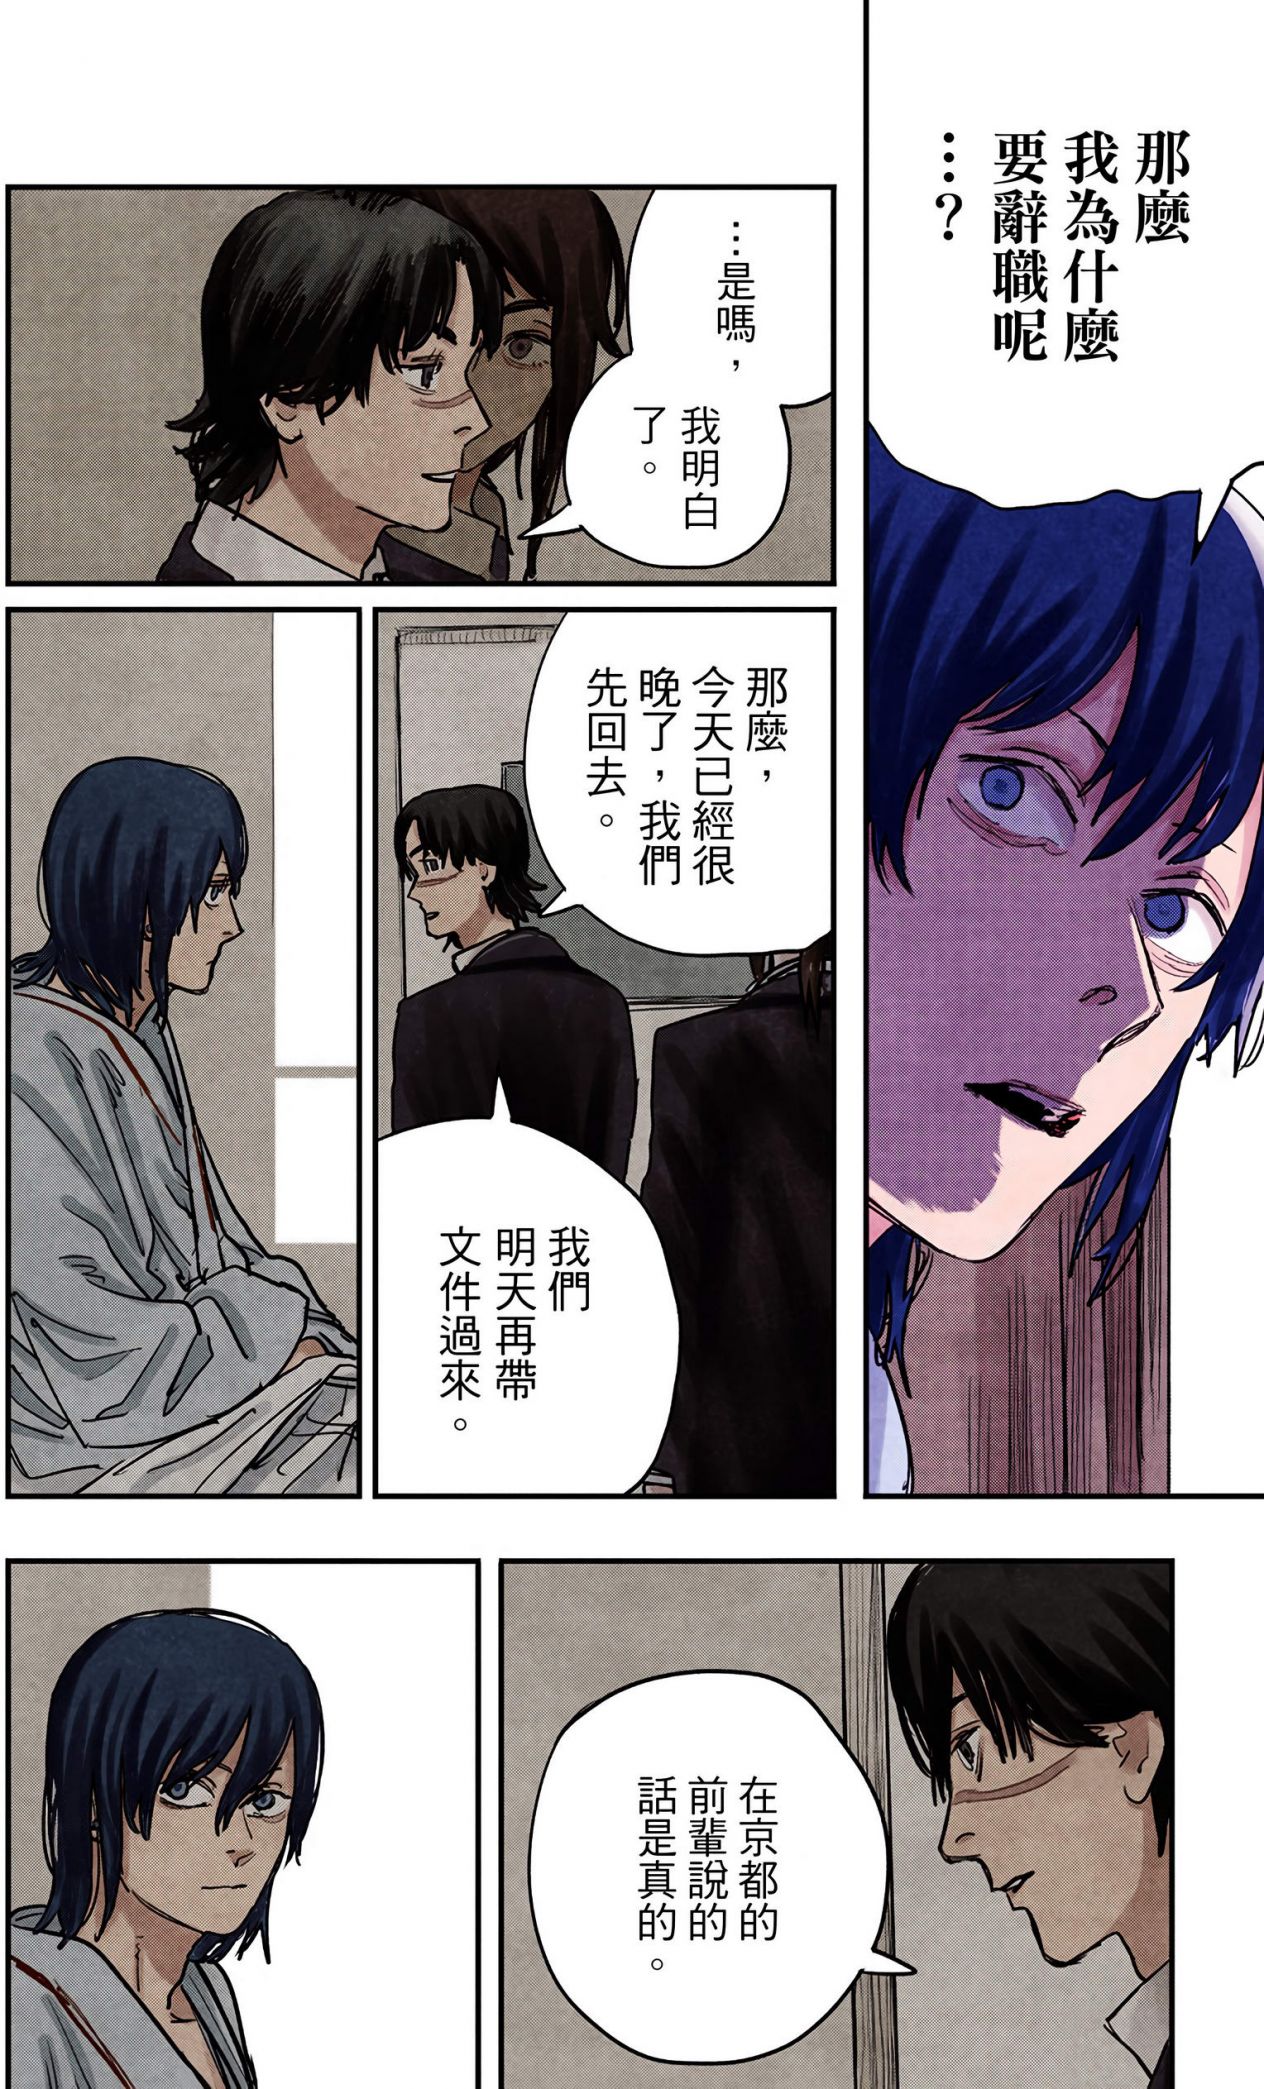 那麼
我為什麼
要辭職呢
…？
…是嗎，
我明白
了。
那麼，
今天已經很
晚了，我們
先回去。
我們
明天再帶
文件過來。
在京都的
前輩說的
話是真的。